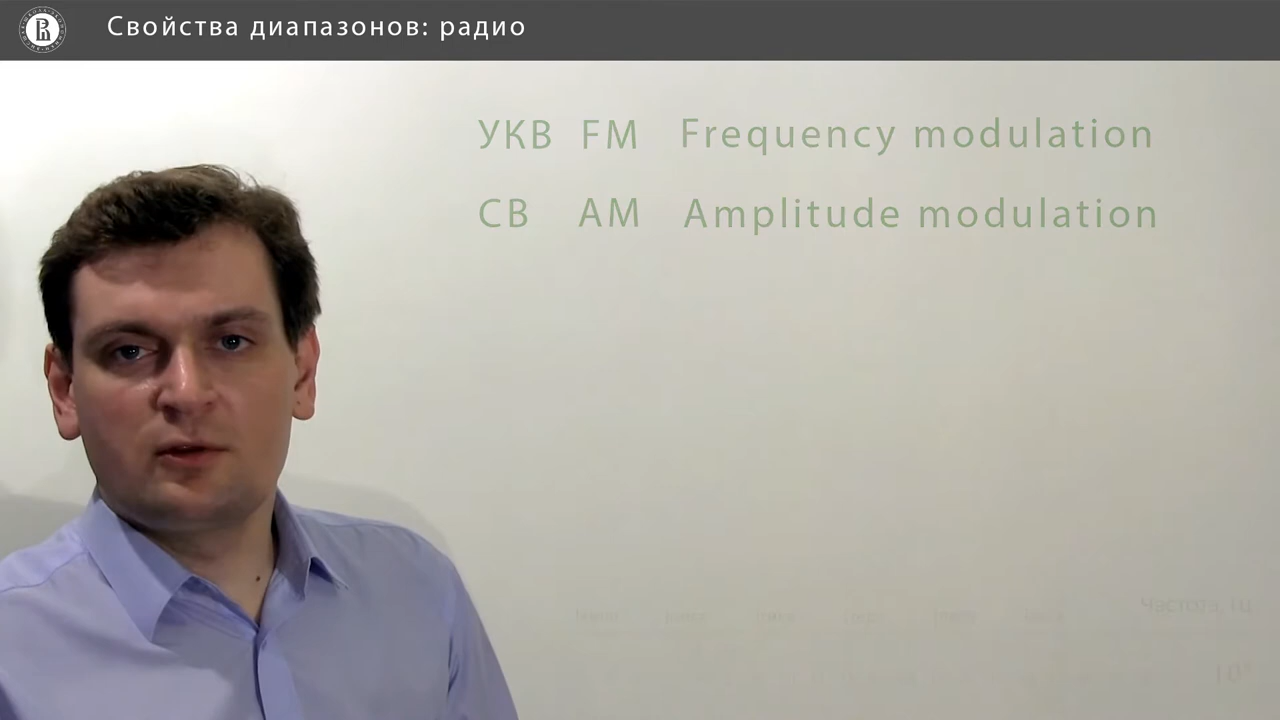 Свойства диапазонов: радио
УКВ FM Frequency modulation
СВ AM Amplitude modulation
Частота, Гц